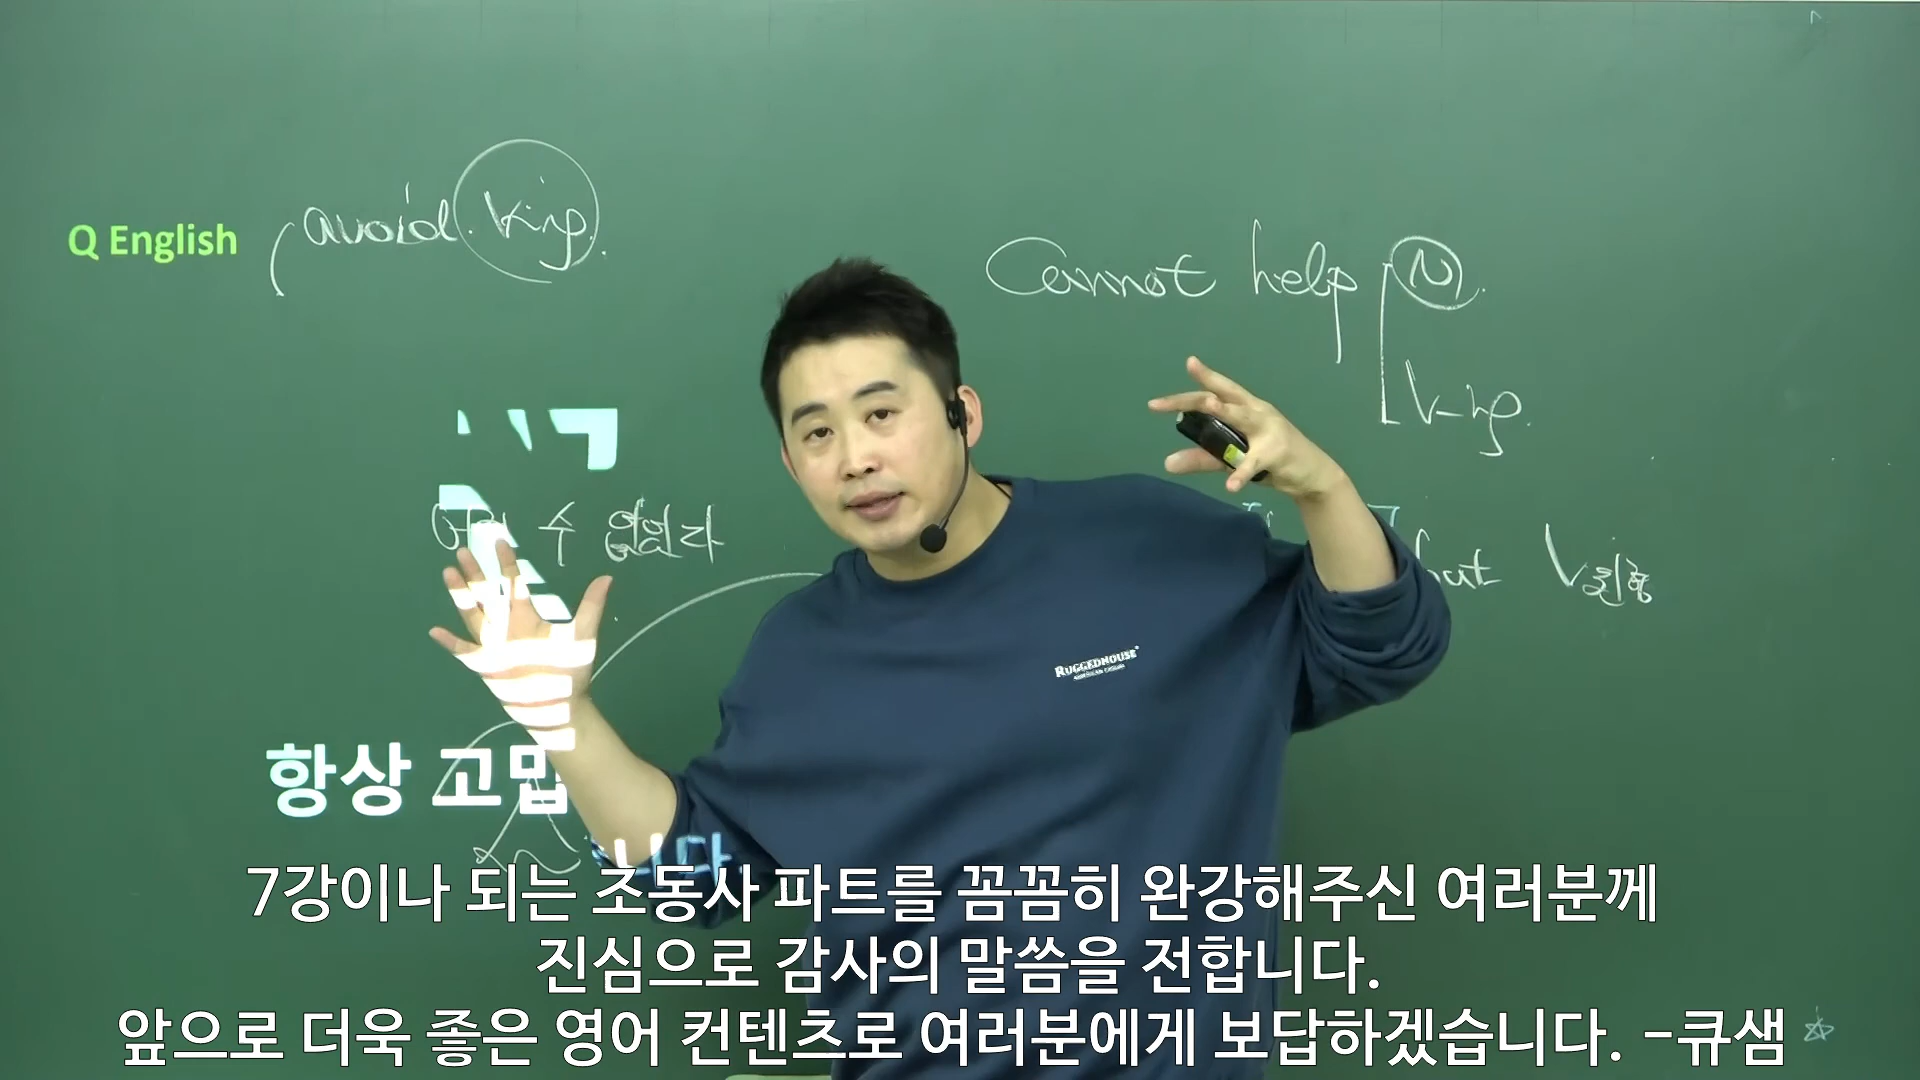 Q English
avoid V-ing.
Cannot help N.
V-ing.
수 없었다
but V원형
RUGGEDHOUSE
항상 고맙
니다.
7강이나 되는 조동사 파트를 꼼꼼히 완강해주신 여러분께
진심으로 감사의 말씀을 전합니다.
앞으로 더욱 좋은 영어 컨텐츠로 여러분에게 보답하겠습니다. -큐샘